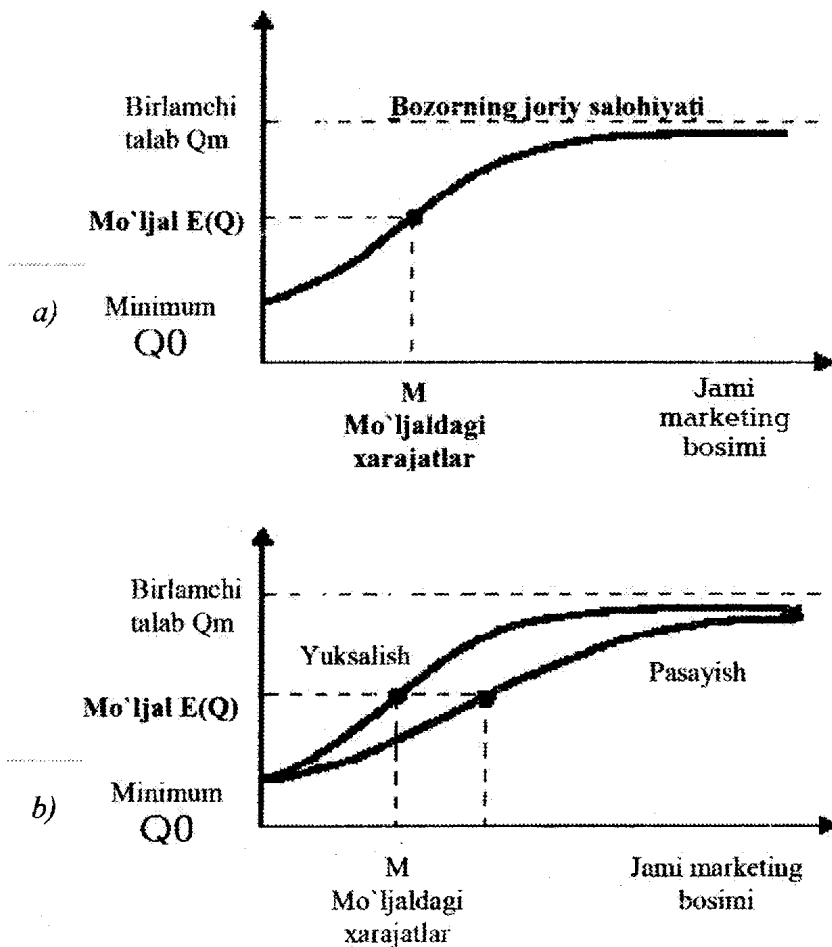 Birlamchi
talab Qm
Bozorning joriy salohiyati
Mo`ljal E(Q)
a)
Minimum
Q0
M
Mo`ljaldagi
xarajatlar
Jami
marketing
bosimi
Birlamchi
talab Qm
Yuksalish
Pasayish
Mo`ljal E(Q)
b)
Minimum
Q0
M
Mo`ljaldagi
xarajatlar
Jami marketing
bosimi